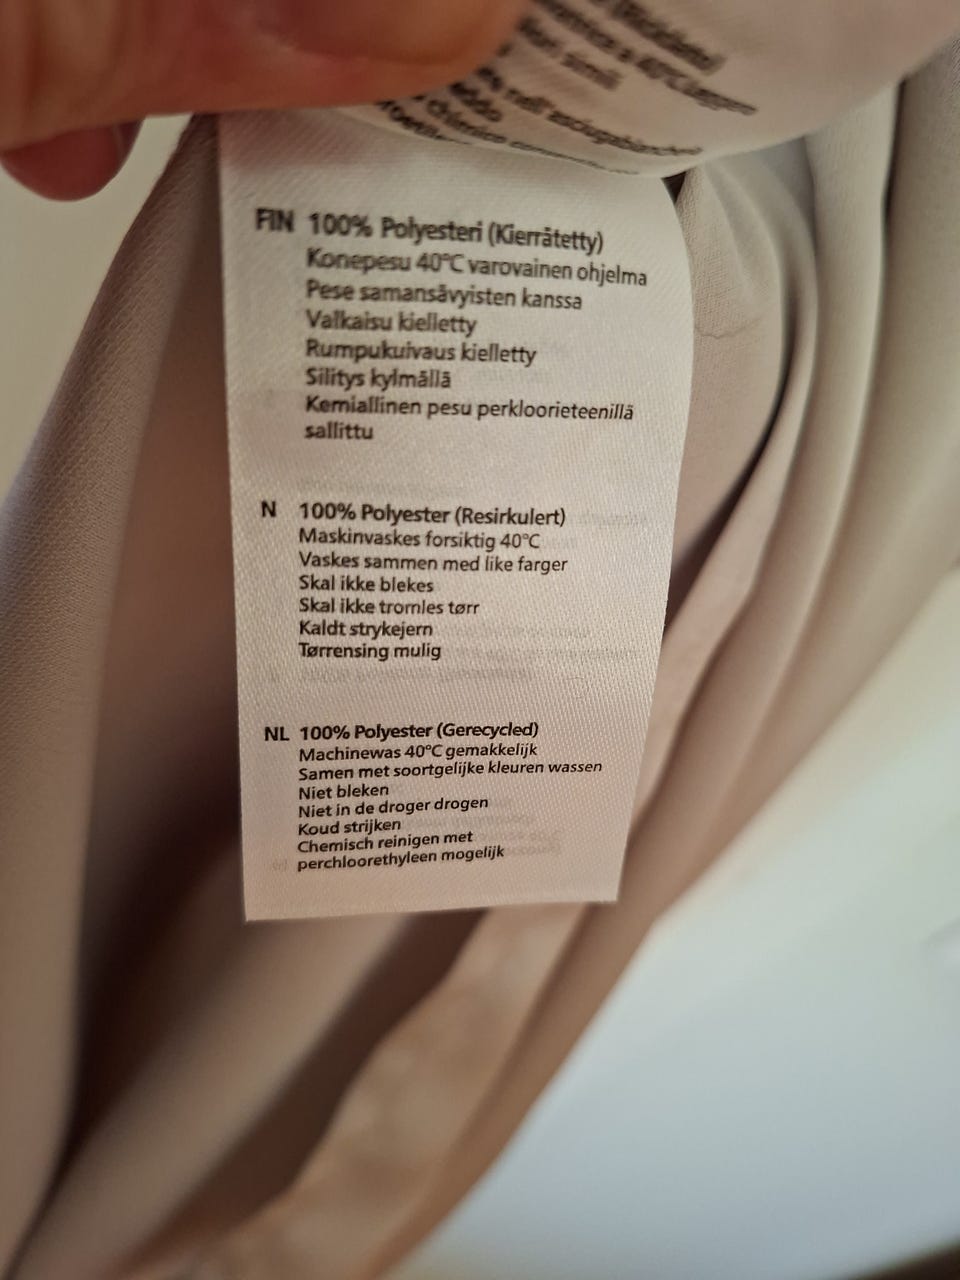 FIN 100% Polyesteri (Kierrätetty)
Konepesu 40°C varovainen ohjelma
Pese samansävyisten kanssa
Valkaisu kielletty
Rumpukuivaus kielletty
Silitys kylmällä
Kemiallinen pesu perkloorieteenillä
sallittu
N 100% Polyester (Resirkulert)
Maskinvaskes forsiktig 40°C
Vaskes sammen med like farger
Skal ikke blekes
Skal ikke tromles tørr
Kaldt strykejern
Tørrensing mulig
NL 100% Polyester (Gerecycled)
Machinewas 40°C gemakkelijk
Samen met soortgelijke kleuren wassen
Niet bleken
Niet in de droger drogen
Koud strijken
Chemisch reinigen met
perchloorethyleen mogelijk